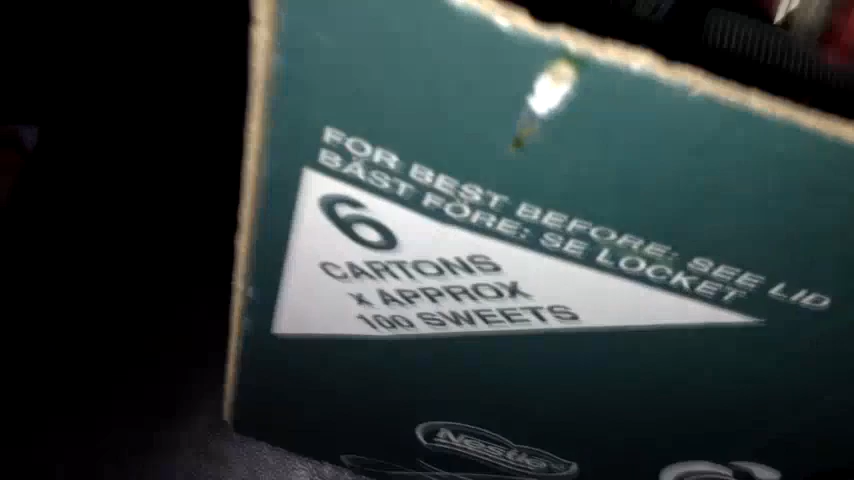 FOR BEST BEFORE: SEE LID
BÄST FÖRE: SE LOCKET
6
CARTONS
x APPROX
100 SWEETS
Nestlé